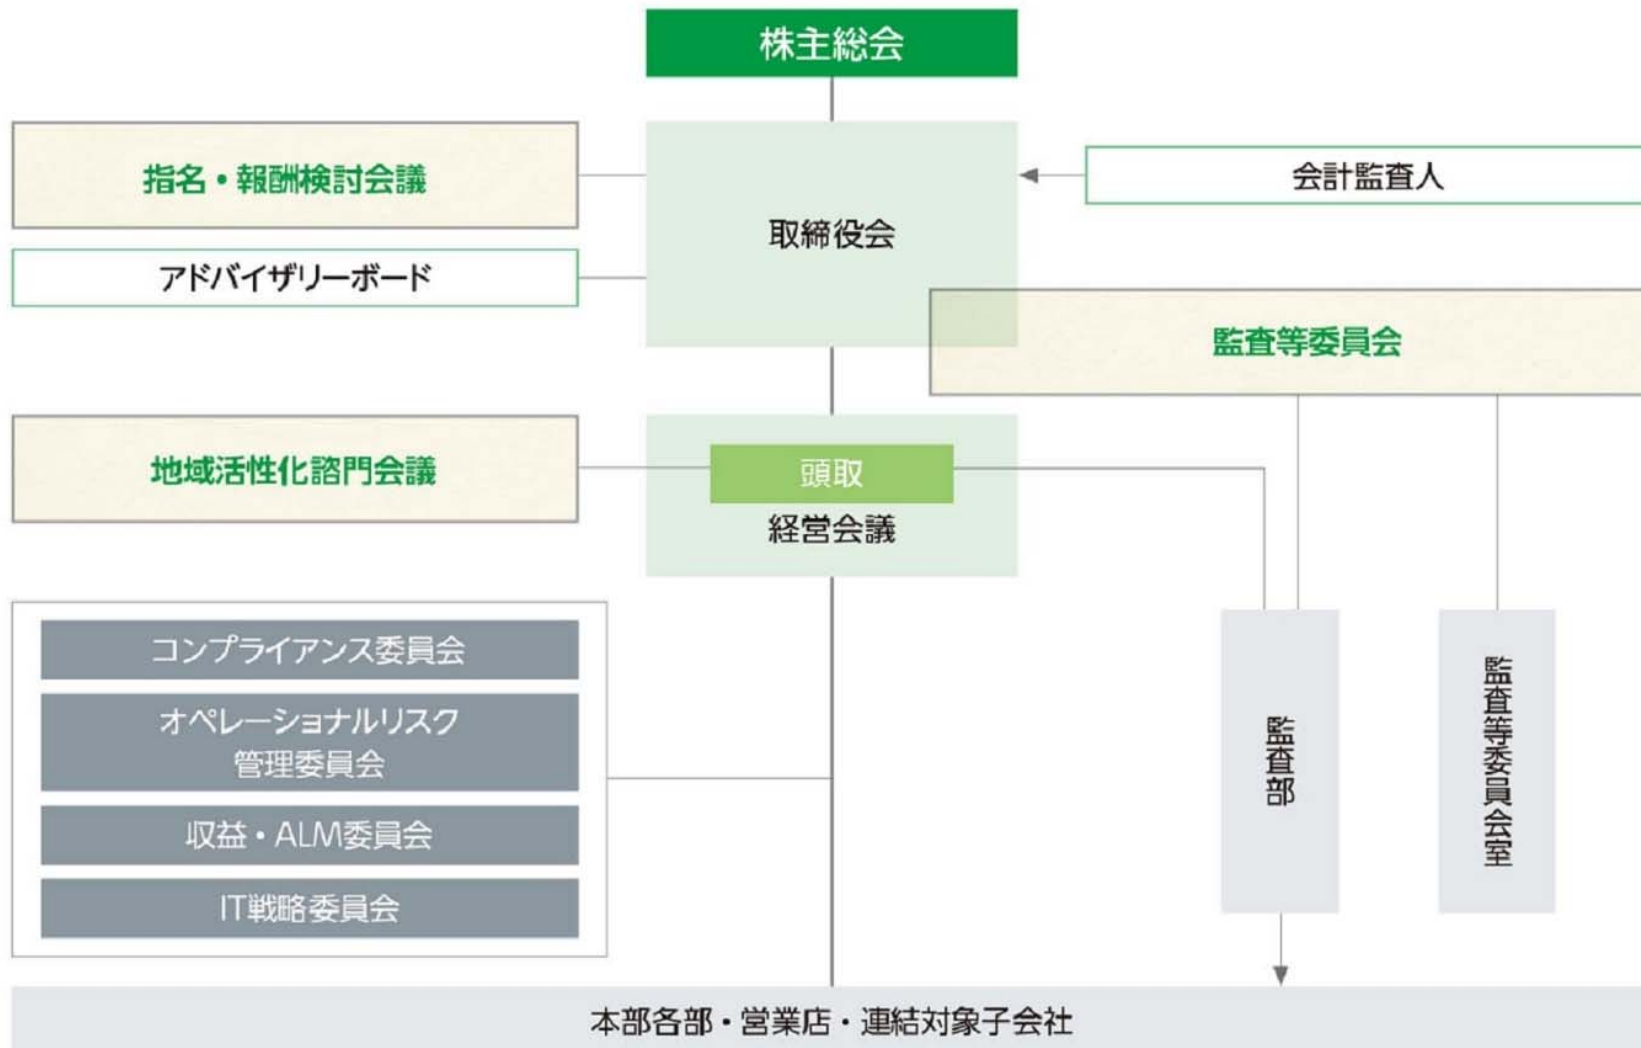 株主総会
指名・報酬検討会議
会計監査人
取締役会
アドバイザリーボード
監査等委員会
地域活性化諮門会議
頭取
経営会議
コンプライアンス委員会
オペレーショナルリスク
管理委員会
収益・ALM委員会
IT戦略委員会
監査部
監査等委員会室
本部各部・営業店・連結対象子会社